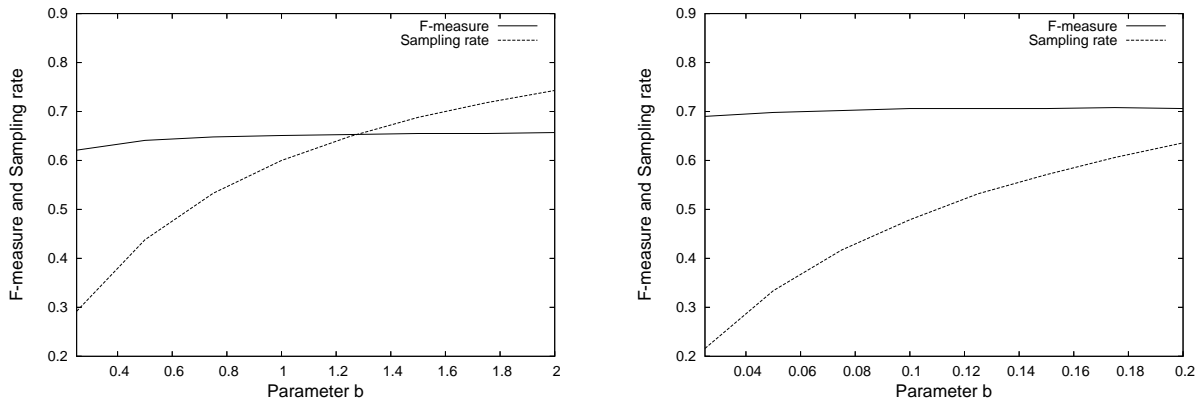 F-measure and Sampling rate
0.9
0.8
0.7
0.6
0.5
0.4
0.3
0.2
F-measure
Sampling rate
0.4 0.6 0.8 1 1.2 1.4 1.6 1.8 2
Parameter b
F-measure and Sampling rate
0.9
0.8
0.7
0.6
0.5
0.4
0.3
0.2
F-measure
Sampling rate
0.04 0.06 0.08 0.1 0.12 0.14 0.16 0.18 0.2
Parameter b